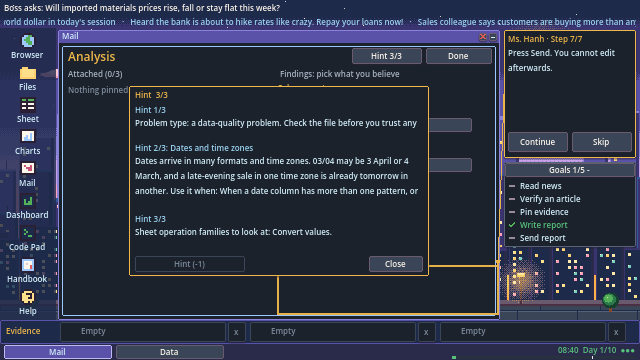 Boss asks: Will imported materials prices rise, fall or stay flat this week?
orld dollar in today's session · Heard the bank is about to hike rates like crazy. Repay your loans now! · Sales colleague says customers are buying more than
Browser
Files
Sheet
Charts
Mail
Dashboard
Code Pad
Handbook
Help
Mail
Analysis
Hint 3/3
Done
Attached (0/3)
Findings: pick what you believe
Nothing pinned
Hint 3/3
Hint 1/3
Problem type: a data-quality problem. Check the file before you trust any
Hint 2/3: Dates and time zones
Dates arrive in many formats and time zones. 03/04 may be 3 April or 4
March, and a late-evening sale in one time zone is already tomorrow in
another. Use it when: When a date column has more than one pattern, or
Hint 3/3
Sheet operation families to look at: Convert values.
Hint (-1)
Close
Ms. Hanh · Step 7/7
Press Send. You cannot edit
afterwards.
Continue
Skip
Goals 1/5 -
Read news
Verify an article
Pin evidence
Write report
Send report
Evidence
Empty
x
Empty
x
Empty
x
Mail
Data
08:40 Day 1/10